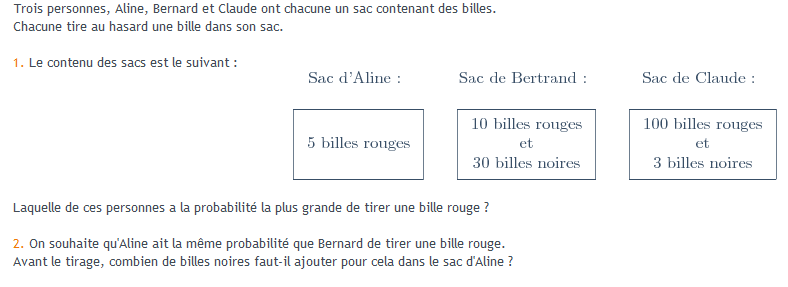 Trois personnes, Aline, Bernard et Claude ont chacune un sac contenant des billes.
Chacune tire au hasard une bille dans son sac.
1. Le contenu des sacs est le suivant :
Sac d'Aline :
Sac de Bertrand :
Sac de Claude :
5 billes rouges
10 billes rouges
et
30 billes noires
100 billes rouges
et
3 billes noires
Laquelle de ces personnes a la probabilité la plus grande de tirer une bille rouge ?
2. On souhaite qu'Aline ait la même probabilité que Bernard de tirer une bille rouge.
Avant le tirage, combien de billes noires faut-il ajouter pour cela dans le sac d'Aline ?